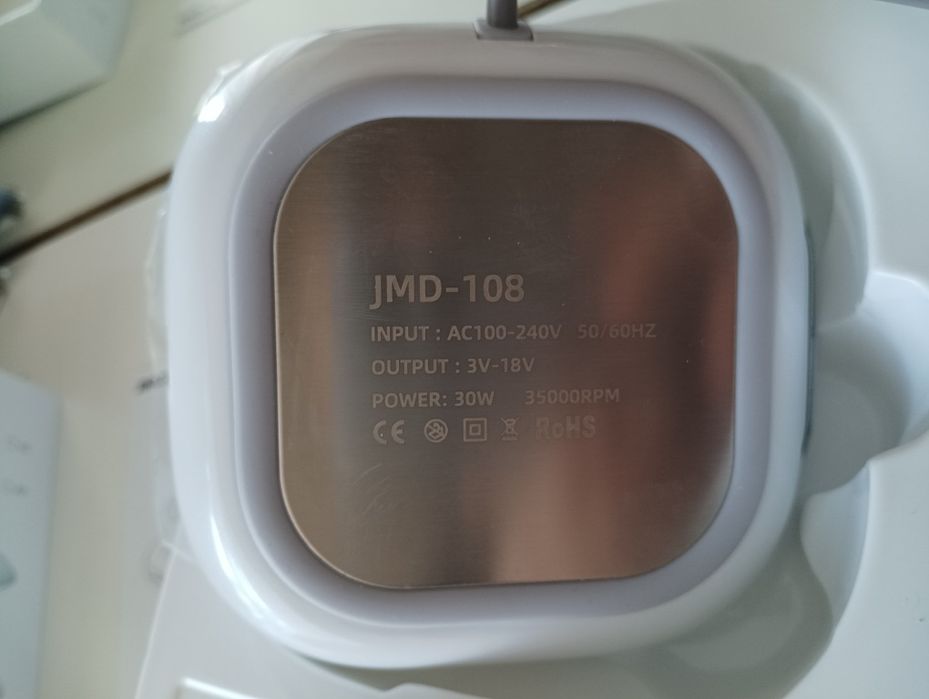 JMD-108
INPUT : AC100-240V 50/60HZ
OUTPUT : 3V-18V
POWER: 30W 35000RPM
CE RoHS